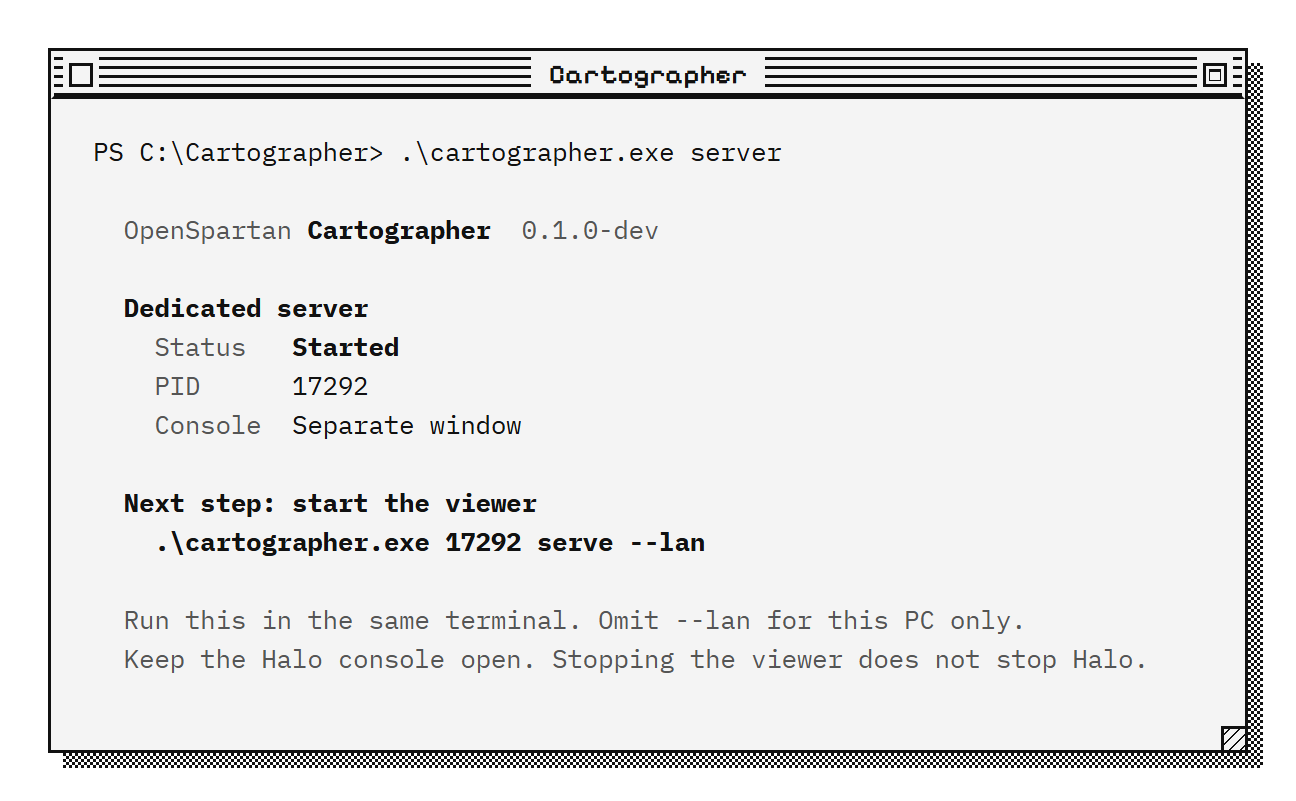 Cartographer
PS C:\Cartographer> .\cartographer.exe server
OpenSpartan Cartographer 0.1.0-dev
Dedicated server
Status Started
PID 17292
Console Separate window
Next step: start the viewer
.\cartographer.exe 17292 serve --lan
Run this in the same terminal. Omit --lan for this PC only.
Keep the Halo console open. Stopping the viewer does not stop Halo.